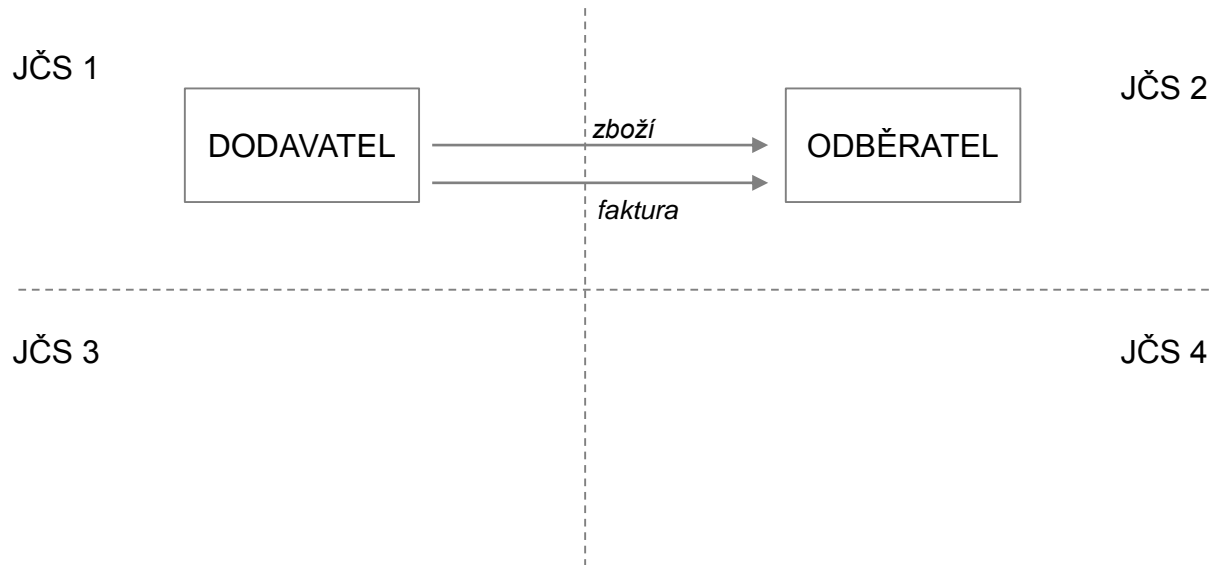 JČS 1
JČS 2
DODAVATEL
zboží
ODBĚRATEL
faktura
JČS 3
JČS 4